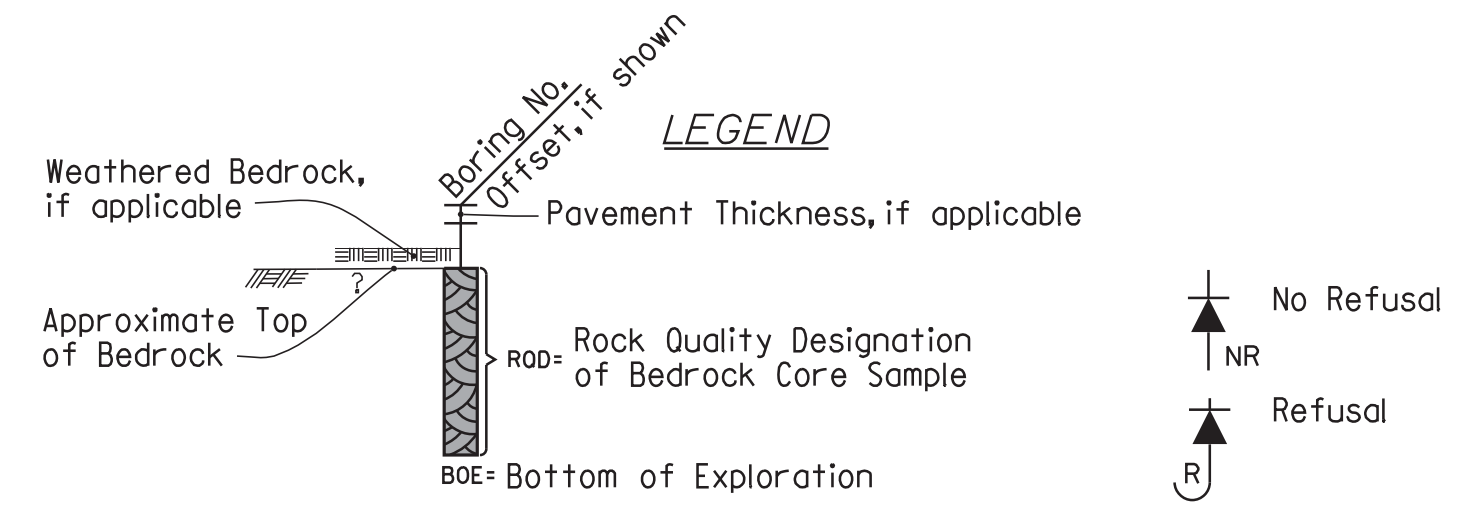 Boring No.
Offset, if shown
LEGEND
Weathered Bedrock,
if applicable
Pavement Thickness, if applicable
?
Approximate Top
of Bedrock
RQD= Rock Quality Designation
of Bedrock Core Sample
BOE= Bottom of Exploration
No Refusal
NR
Refusal
R